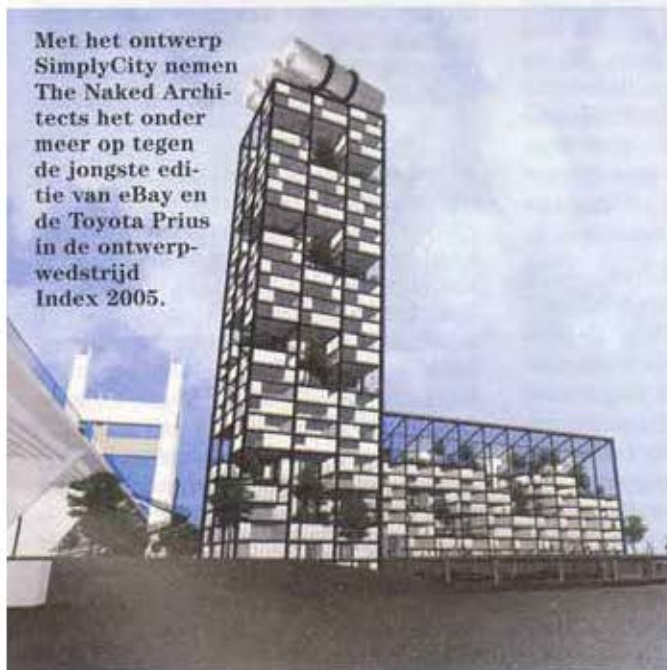 Met het ontwerp
SimplyCity nemen
The Naked Archi-
tects het onder
meer op tegen
de jongste edi-
tie van eBay en
de Toyota Prius
in de ontwerp-
wedstrijd
Index 2005.